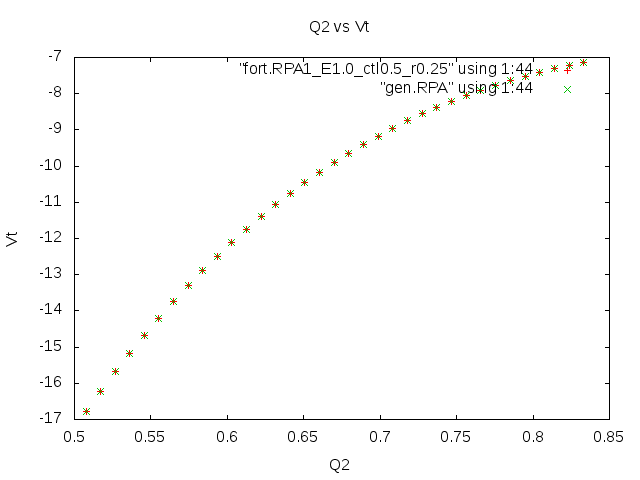 Q2 vs Vt
"fort.RPA1_E1.0_ctl0.5_r0.25" using 1:44
"gen.RPA" using 1:44
-7
-8
-9
-10
-11
-12
-13
-14
-15
-16
-17
Vt
0.5 0.55 0.6 0.65 0.7 0.75 0.8 0.85
Q2